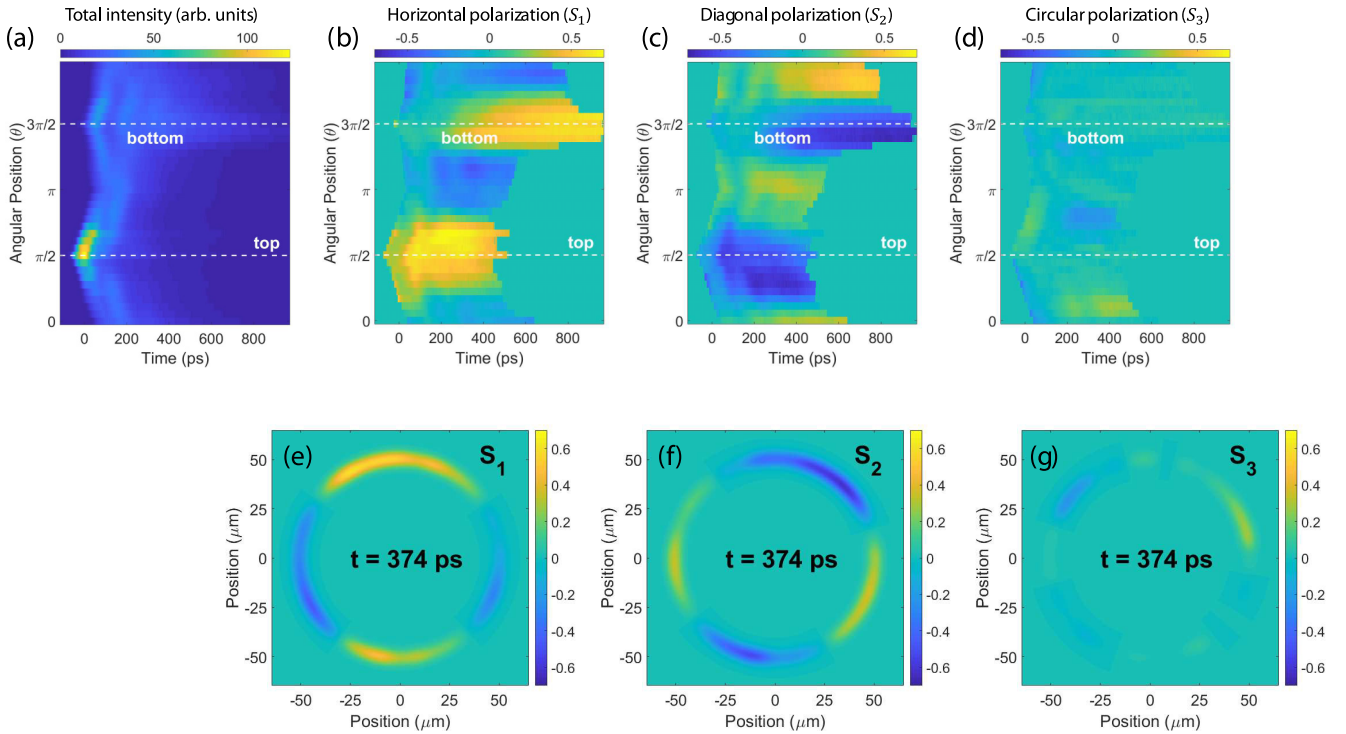 Total intensity (arb. units)
Horizontal polarization (S1)
Diagonal polarization (S2)
Circular polarization (S3)
(a)
0 50 100
(b)
-0.5 0 0.5
(c)
-0.5 0 0.5
(d)
-0.5 0 0.5
Angular Position (θ)
3π/2
π
π/2
0
bottom
top
0 200 400 600 800
Time (ps)
Angular Position (θ)
3π/2
π
π/2
0
bottom
top
0 200 400 600 800
Time (ps)
Angular Position (θ)
3π/2
π
π/2
0
bottom
top
0 200 400 600 800
Time (ps)
Angular Position (θ)
3π/2
π
π/2
0
bottom
top
0 200 400 600 800
Time (ps)
(e)
S1
t = 374 ps
Position (μm)
50
25
0
-25
-50
-50 -25 0 25 50
Position (μm)
0.6
0.4
0.2
0
-0.2
-0.4
-0.6
(f)
S2
t = 374 ps
Position (μm)
50
25
0
-25
-50
-50 -25 0 25 50
Position (μm)
0.6
0.4
0.2
0
-0.2
-0.4
-0.6
(g)
S3
t = 374 ps
Position (μm)
50
25
0
-25
-50
-50 -25 0 25 50
Position (μm)
0.6
0.4
0.2
0
-0.2
-0.4
-0.6